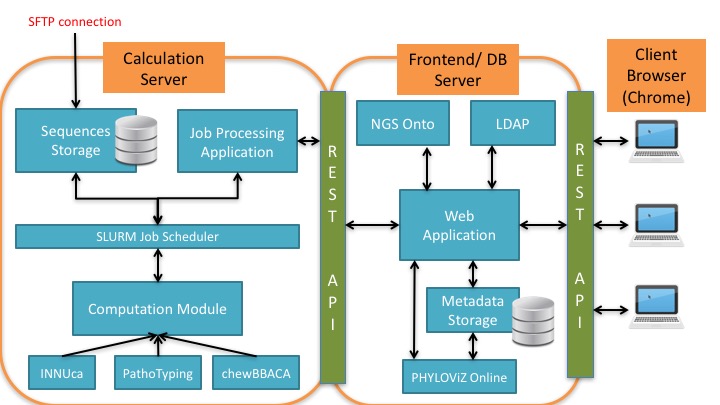 SFTP connection
Calculation
Server
Frontend/ DB
Server
Client
Browser
(Chrome)
Sequences
Storage
Job Processing
Application
NGS Onto
LDAP
REST API
REST API
Web
Application
SLURM Job Scheduler
Computation Module
Metadata
Storage
INNUca
PathoTyping
chewBBACA
PHYLOViZ Online